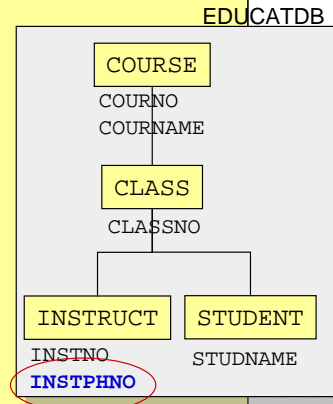 EDUCATDB
COURSE
COURNO
COURNAME
CLASS
CLASSNO
INSTRUCT STUDENT
INSTNO STUDNAME
INSTPHNO